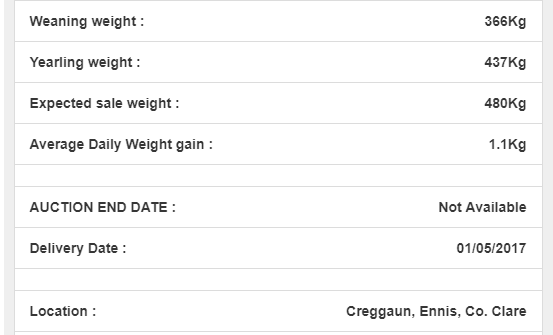 Weaning weight : 366Kg
Yearling weight : 437Kg
Expected sale weight : 480Kg
Average Daily Weight gain : 1.1Kg
AUCTION END DATE : Not Available
Delivery Date : 01/05/2017
Location : Creggaun, Ennis, Co. Clare